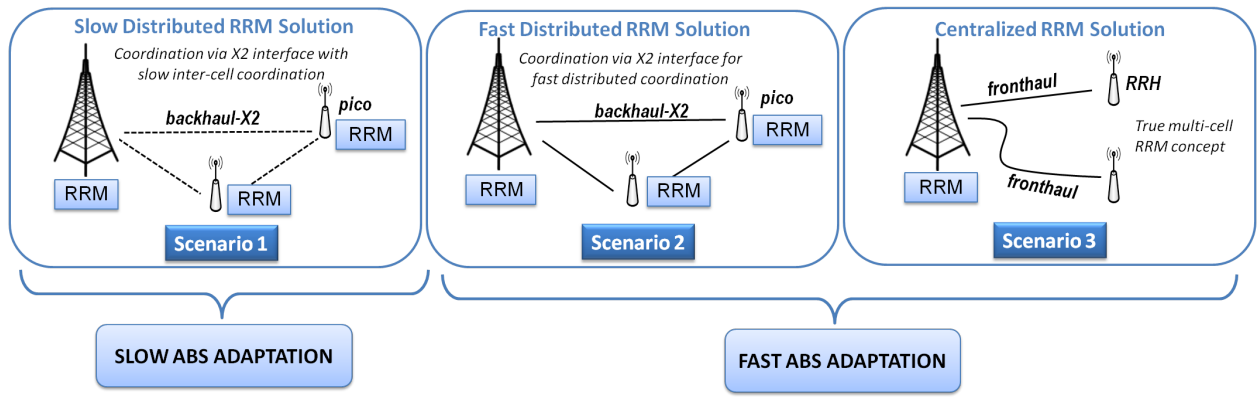 Slow Distributed RRM Solution
Coordination via X2 interface with
slow inter-cell coordination
backhaul-X2
pico
RRM
RRM
RRM
Scenario 1
Fast Distributed RRM Solution
Coordination via X2 interface for
fast distributed coordination
backhaul-X2
pico
RRM
RRM
RRM
Scenario 2
Centralized RRM Solution
fronthaul
RRH
True multi-cell
RRM concept
RRM
fronthaul
Scenario 3
SLOW ABS ADAPTATION
FAST ABS ADAPTATION